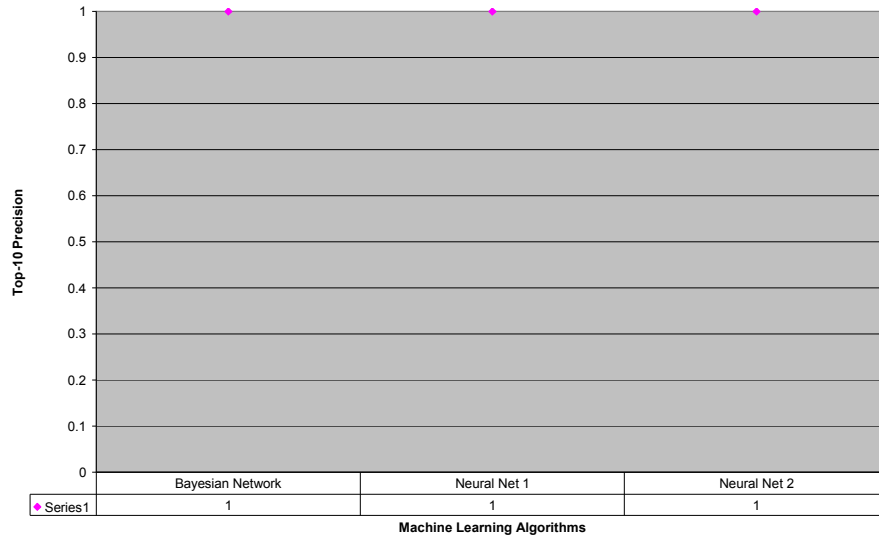 1
0.9
0.8
0.7
0.6
0.5
0.4
0.3
0.2
0.1
0
Top-10 Precision
Bayesian Network Neural Net 1 Neural Net 2
Series1 1 1 1
Machine Learning Algorithms